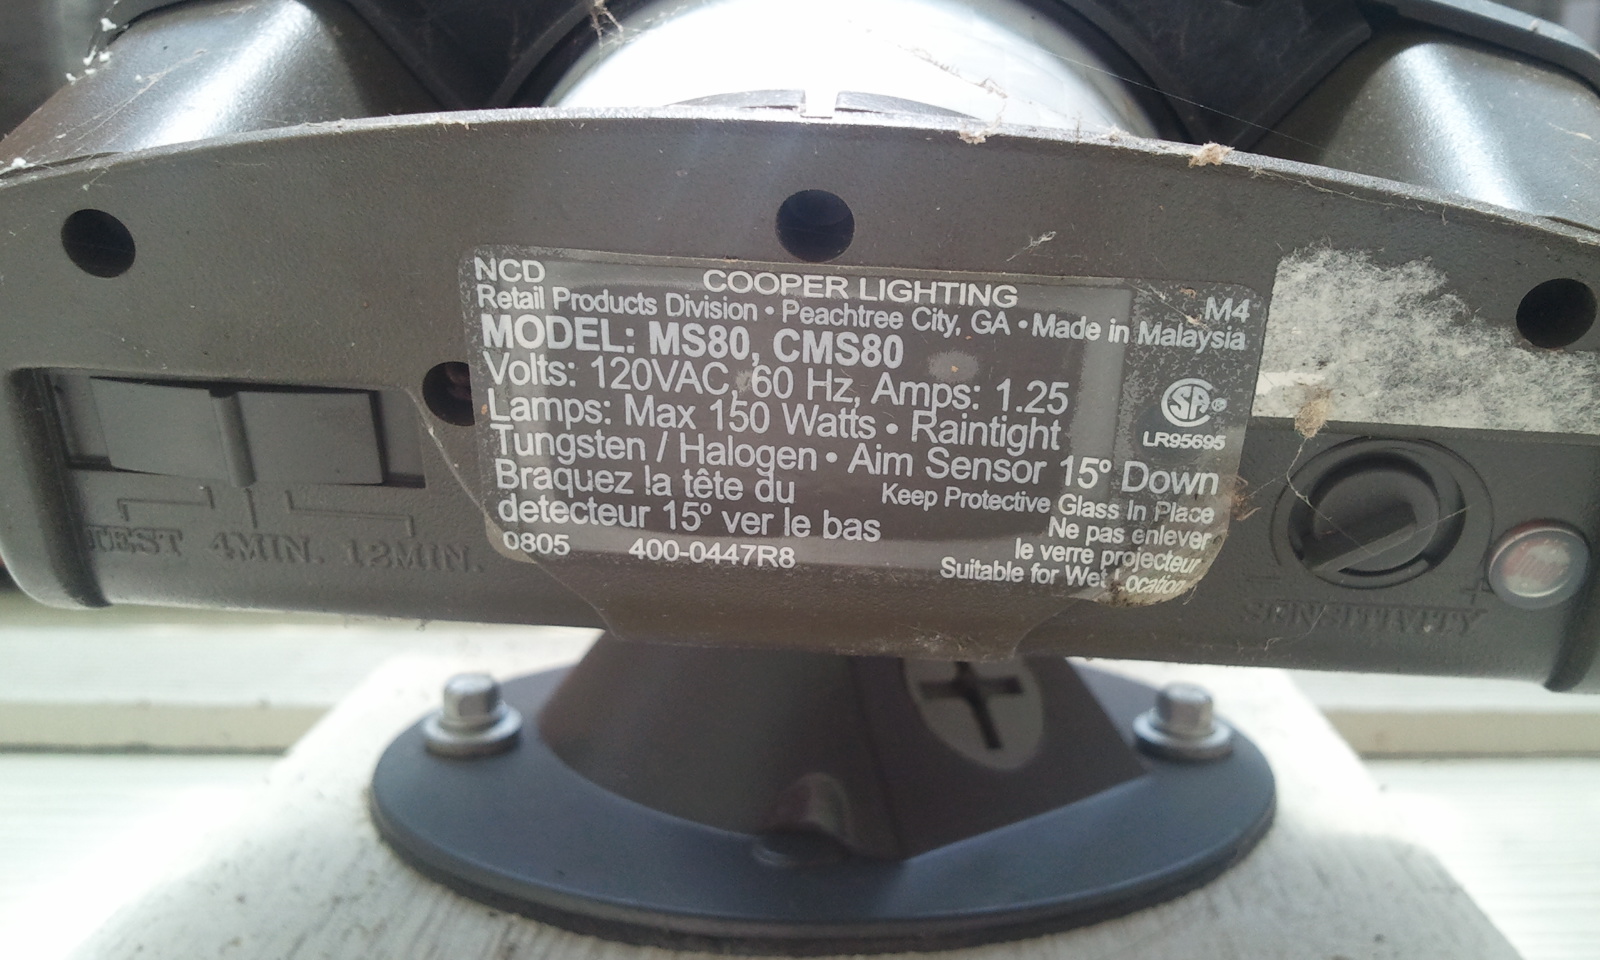 NCD
COOPER LIGHTING
M4
Retail Products Division • Peachtree City, GA • Made in Malaysia
MODEL: MS80, CMS80
Volts: 120VAC, 60 Hz, Amps: 1.25
Lamps: Max 150 Watts • Raintight
Tungsten / Halogen • Aim Sensor 15° Down
Braquez la tête du
detecteur 15° ver le bas
0805 400-0447R8
Keep Protective Glass In Place
Ne pas enlever
le verre projecteur
Suitable for Wet Location
SA
LR95695
TEST 4MIN. 12MIN.
- +
SENSITIVITY